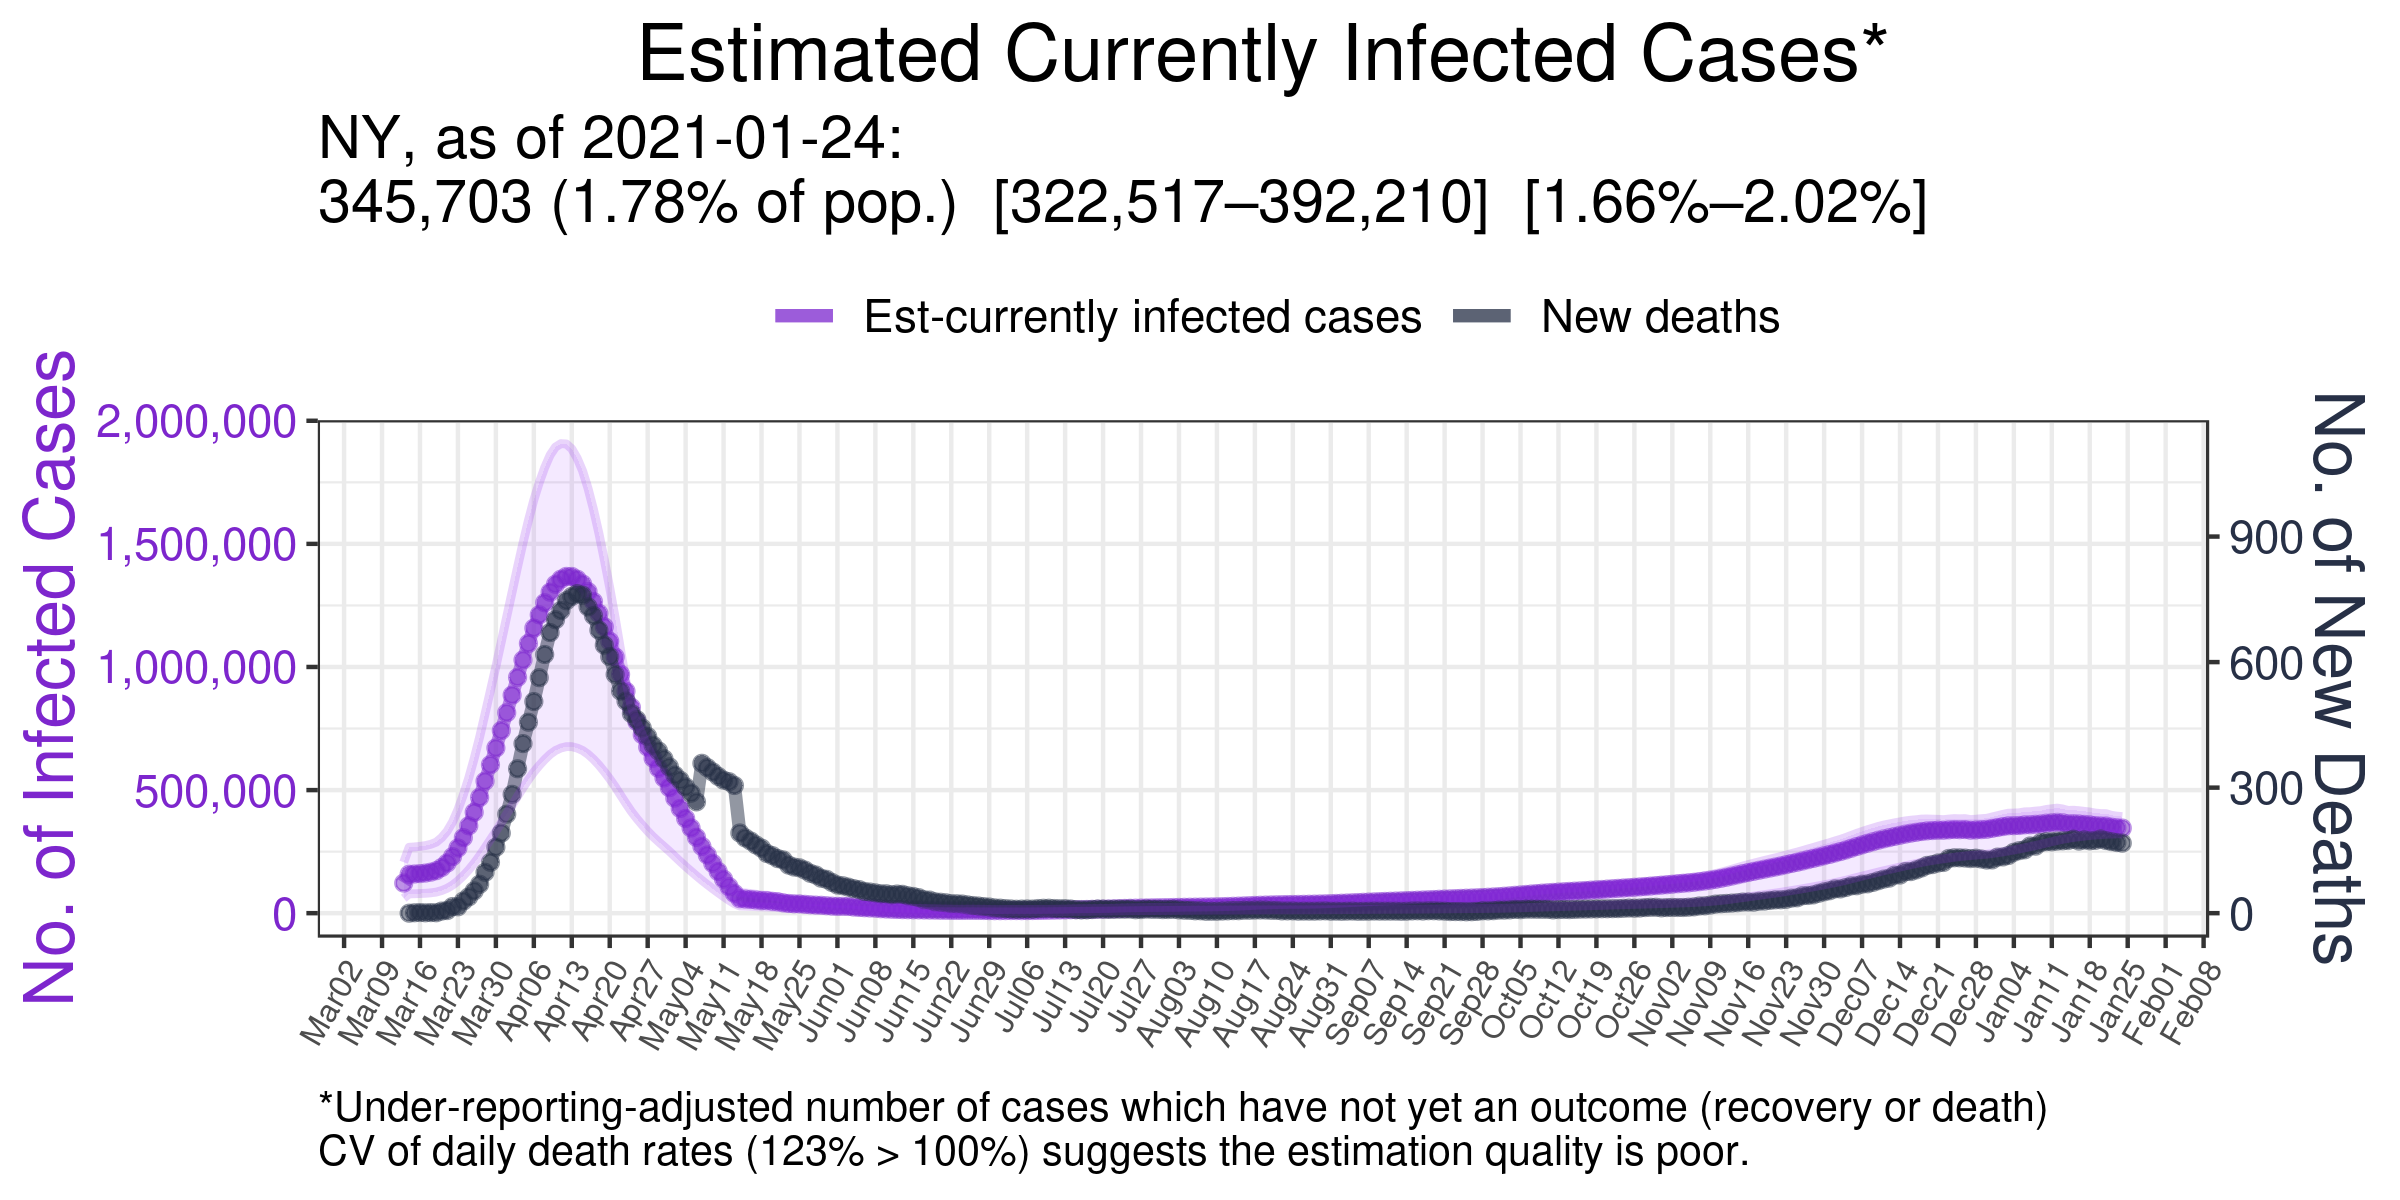 Estimated Currently Infected Cases*
NY, as of 2021-01-24:
345,703 (1.78% of pop.) [322,517–392,210] [1.66%–2.02%]
Est-currently infected cases New deaths
No. of Infected Cases
2,000,000
1,500,000
1,000,000
500,000
0
No. of New Deaths
900
600
300
0
Mar02 Mar09 Mar16 Mar23 Mar30 Apr06 Apr13 Apr20 Apr27 May04 May11 May18 May25 Jun01 Jun08 Jun15 Jun22 Jun29 Jul06 Jul13 Jul20 Jul27 Aug03 Aug10 Aug17 Aug24 Aug31 Sep07 Sep14 Sep21 Sep28 Oct05 Oct12 Oct19 Oct26 Nov02 Nov09 Nov16 Nov23 Nov30 Dec07 Dec14 Dec21 Dec28 Jan04 Jan11 Jan18 Jan25 Feb01 Feb08
*Under-reporting-adjusted number of cases which have not yet an outcome (recovery or death)
CV of daily death rates (123% > 100%) suggests the estimation quality is poor.